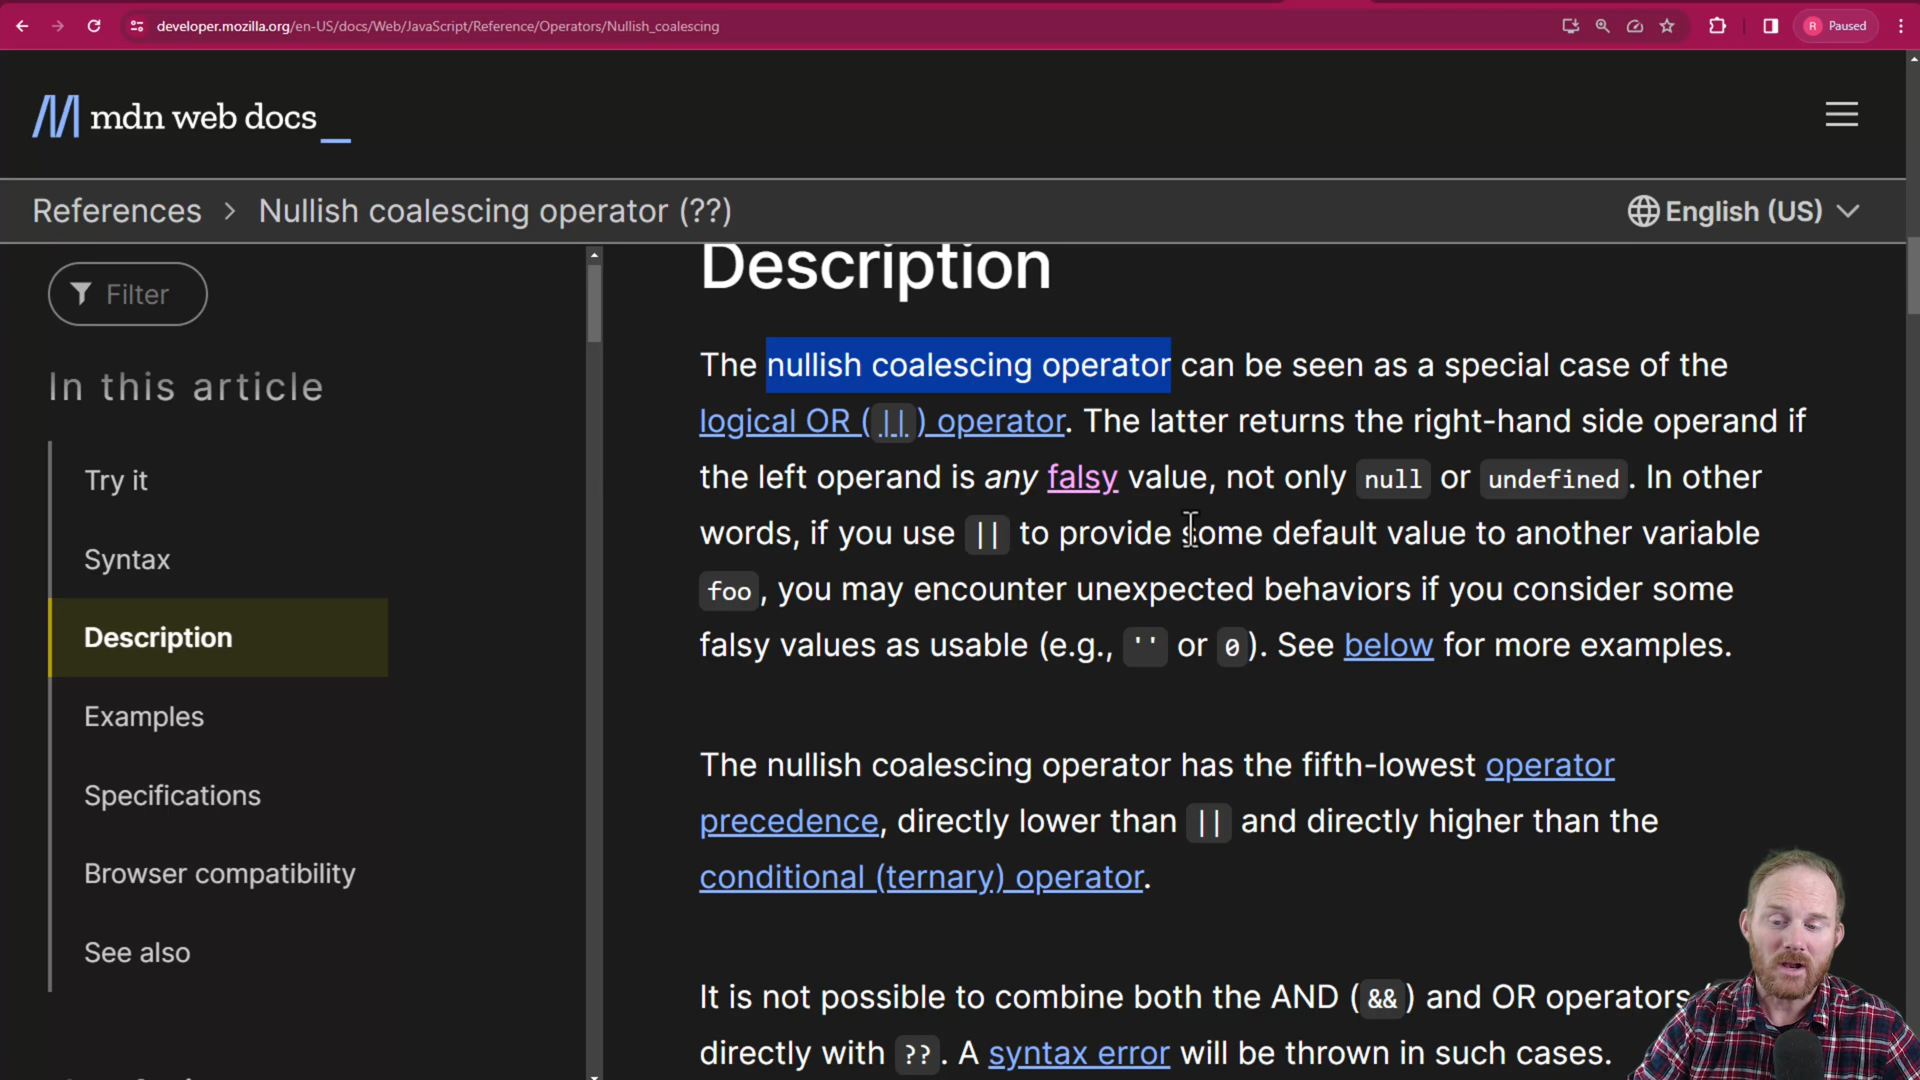 developer.mozilla.org/en-US/docs/Web/JavaScript/Reference/Operators/Nullish_coalescing
R Paused
mdn web docs_
References > Nullish coalescing operator (??)
English (US)
Filter
In this article
Try it
Syntax
Description
Examples
Specifications
Browser compatibility
See also
Description
The nullish coalescing operator can be seen as a special case of the
logical OR (||) operator. The latter returns the right-hand side operand if
the left operand is any falsy value, not only null or undefined. In other
words, if you use || to provide some default value to another variable
foo, you may encounter unexpected behaviors if you consider some
falsy values as usable (e.g., '' or 0). See below for more examples.
The nullish coalescing operator has the fifth-lowest operator
precedence, directly lower than || and directly higher than the
conditional (ternary) operator.
It is not possible to combine both the AND (&&) and OR operators (
directly with ??. A syntax error will be thrown in such cases.